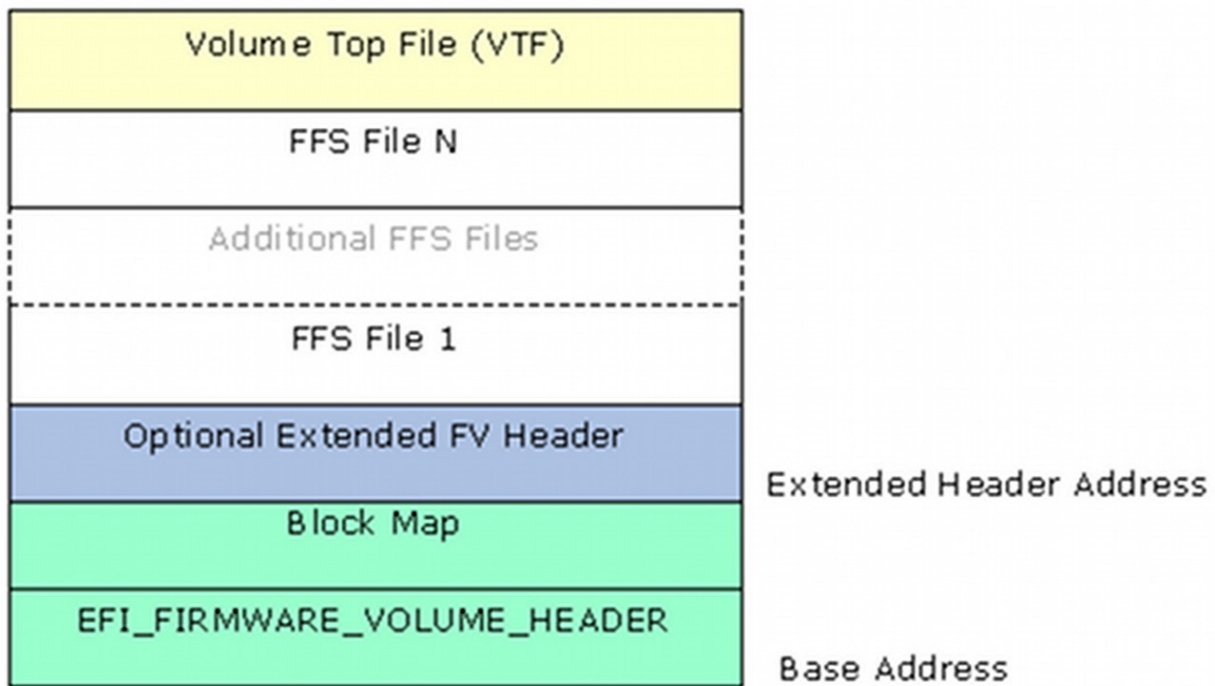 Volume Top File (VTF)
FFS File N
Additional FFS Files
FFS File 1
Optional Extended FV Header
Extended Header Address
Block Map
EFI_FIRMWARE_VOLUME_HEADER
Base Address